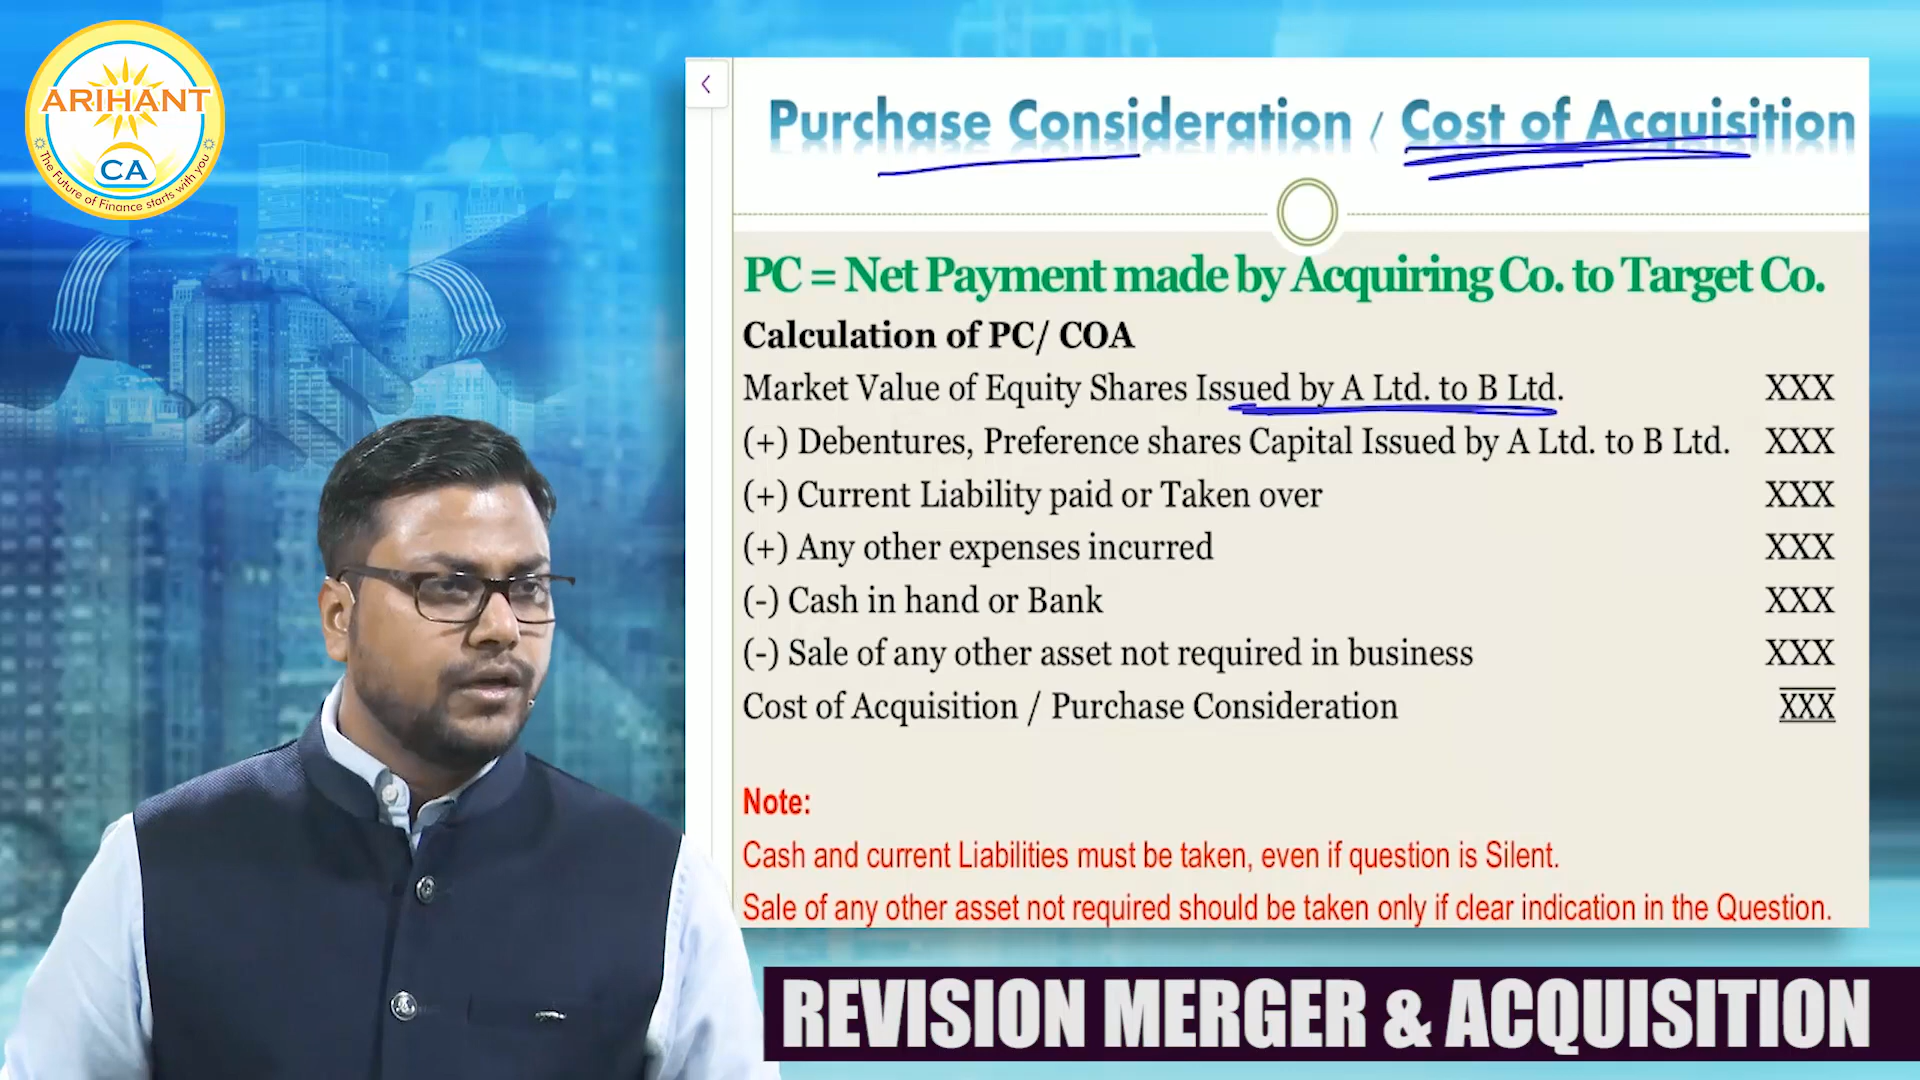 ARIHANT
CA
The Future of Finance starts with you
Purchase Consideration / Cost of Acquisition
PC = Net Payment made by Acquiring Co. to Target Co.
Calculation of PC/ COA
Market Value of Equity Shares Issued by A Ltd. to B Ltd. XXX
(+) Debentures, Preference shares Capital Issued by A Ltd. to B Ltd. XXX
(+) Current Liability paid or Taken over XXX
(+) Any other expenses incurred XXX
(-) Cash in hand or Bank XXX
(-) Sale of any other asset not required in business XXX
Cost of Acquisition / Purchase Consideration XXX
Note:
Cash and current Liabilities must be taken, even if question is Silent.
Sale of any other asset not required should be taken only if clear indication in the Question.
REVISION MERGER & ACQUISITION